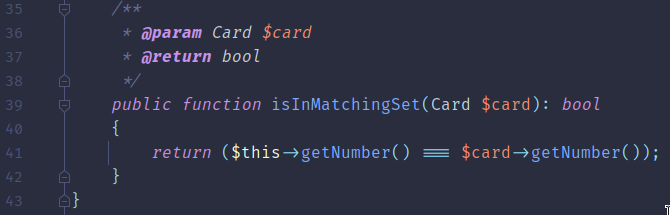 35 /**
36 * @param Card $card
37 * @return bool
38 */
39 public function isInMatchingSet(Card $card): bool
40 {
41 return ($this->getNumber() === $card->getNumber());
42 }
43 }